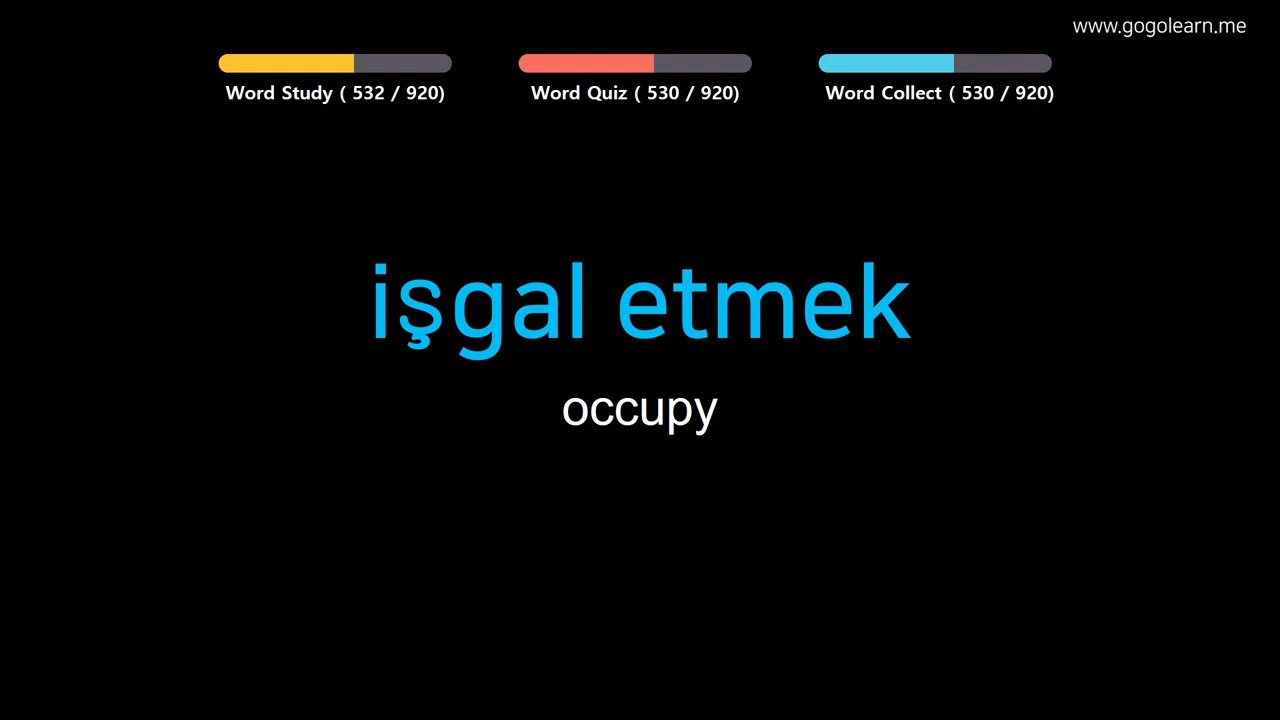 www.gogolearn.me
Word Study ( 532 / 920)
Word Quiz ( 530 / 920)
Word Collect ( 530 / 920)
işgal etmek
occupy